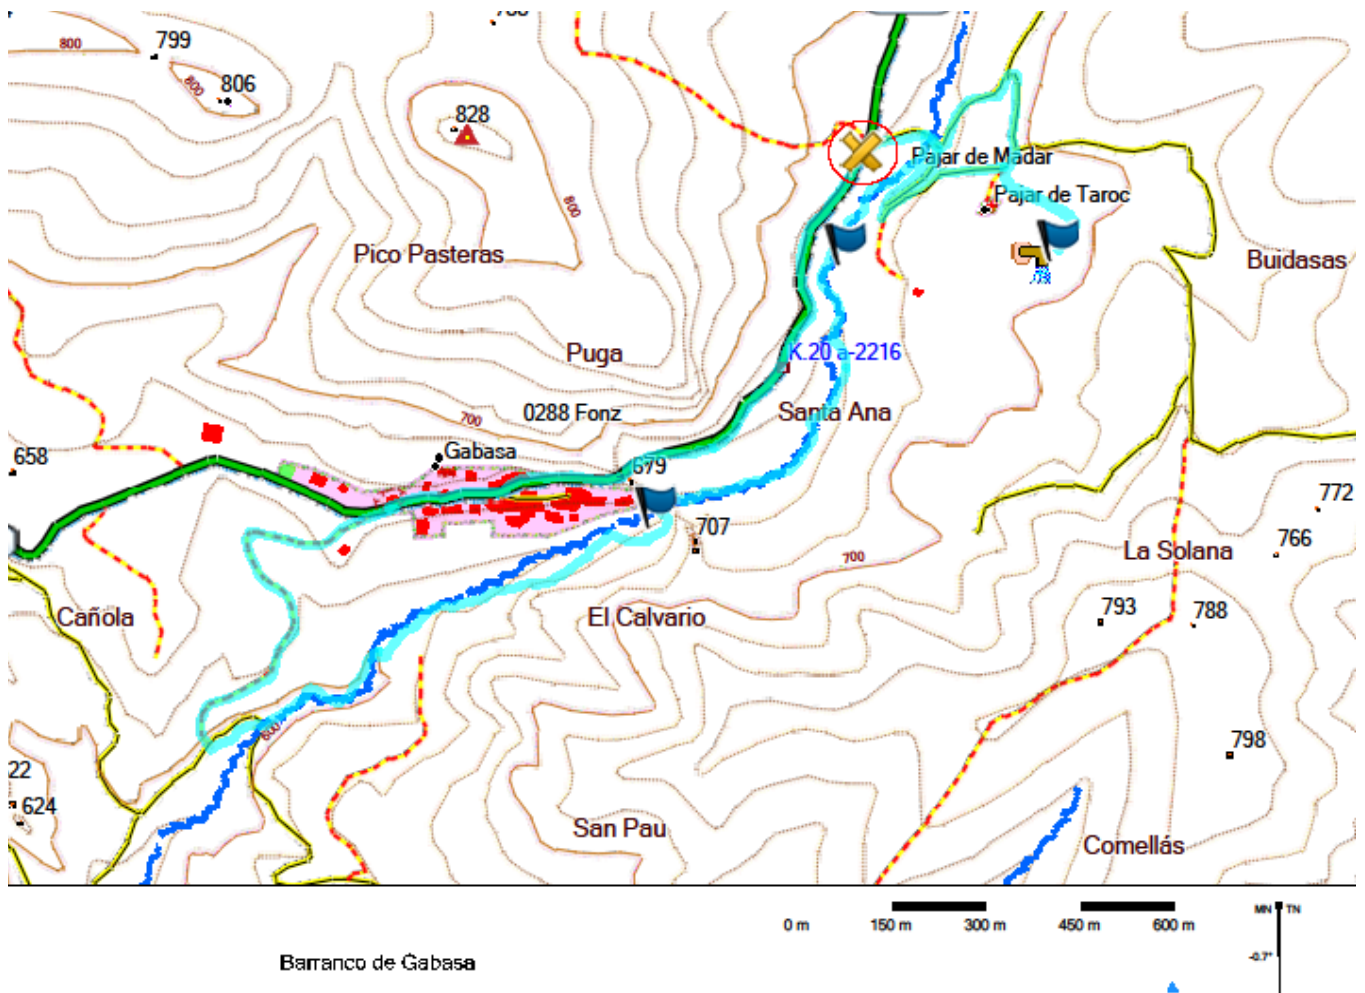 800
799
806
800
828
800
Pajar de Madar
Pajar de Taroc
Pico Pasteras
Buidasas
Puga
K.20 a-2216
700
0288 Fonz
Santa Ana
658
Gabasa
679
772
707
700
La Solana
766
Cañola
El Calvario
793
788
600
798
22
624
San Pau
Comellás
0 m 150 m 300 m 450 m 600 m
MN TN
-0.7°
Barranco de Gabasa